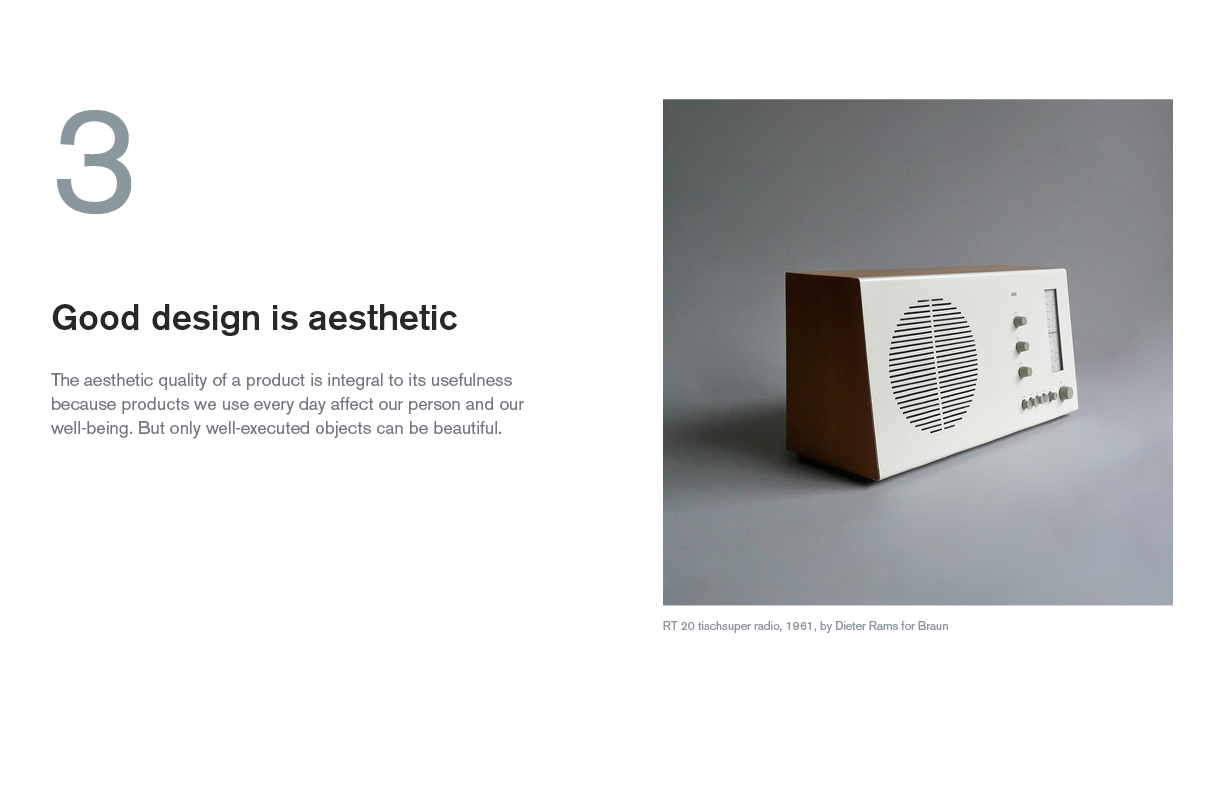 3
Good design is aesthetic
The aesthetic quality of a product is integral to its usefulness
because products we use every day affect our person and our
well-being. But only well-executed objects can be beautiful.
RT 20 tischsuper radio, 1961, by Dieter Rams for Braun